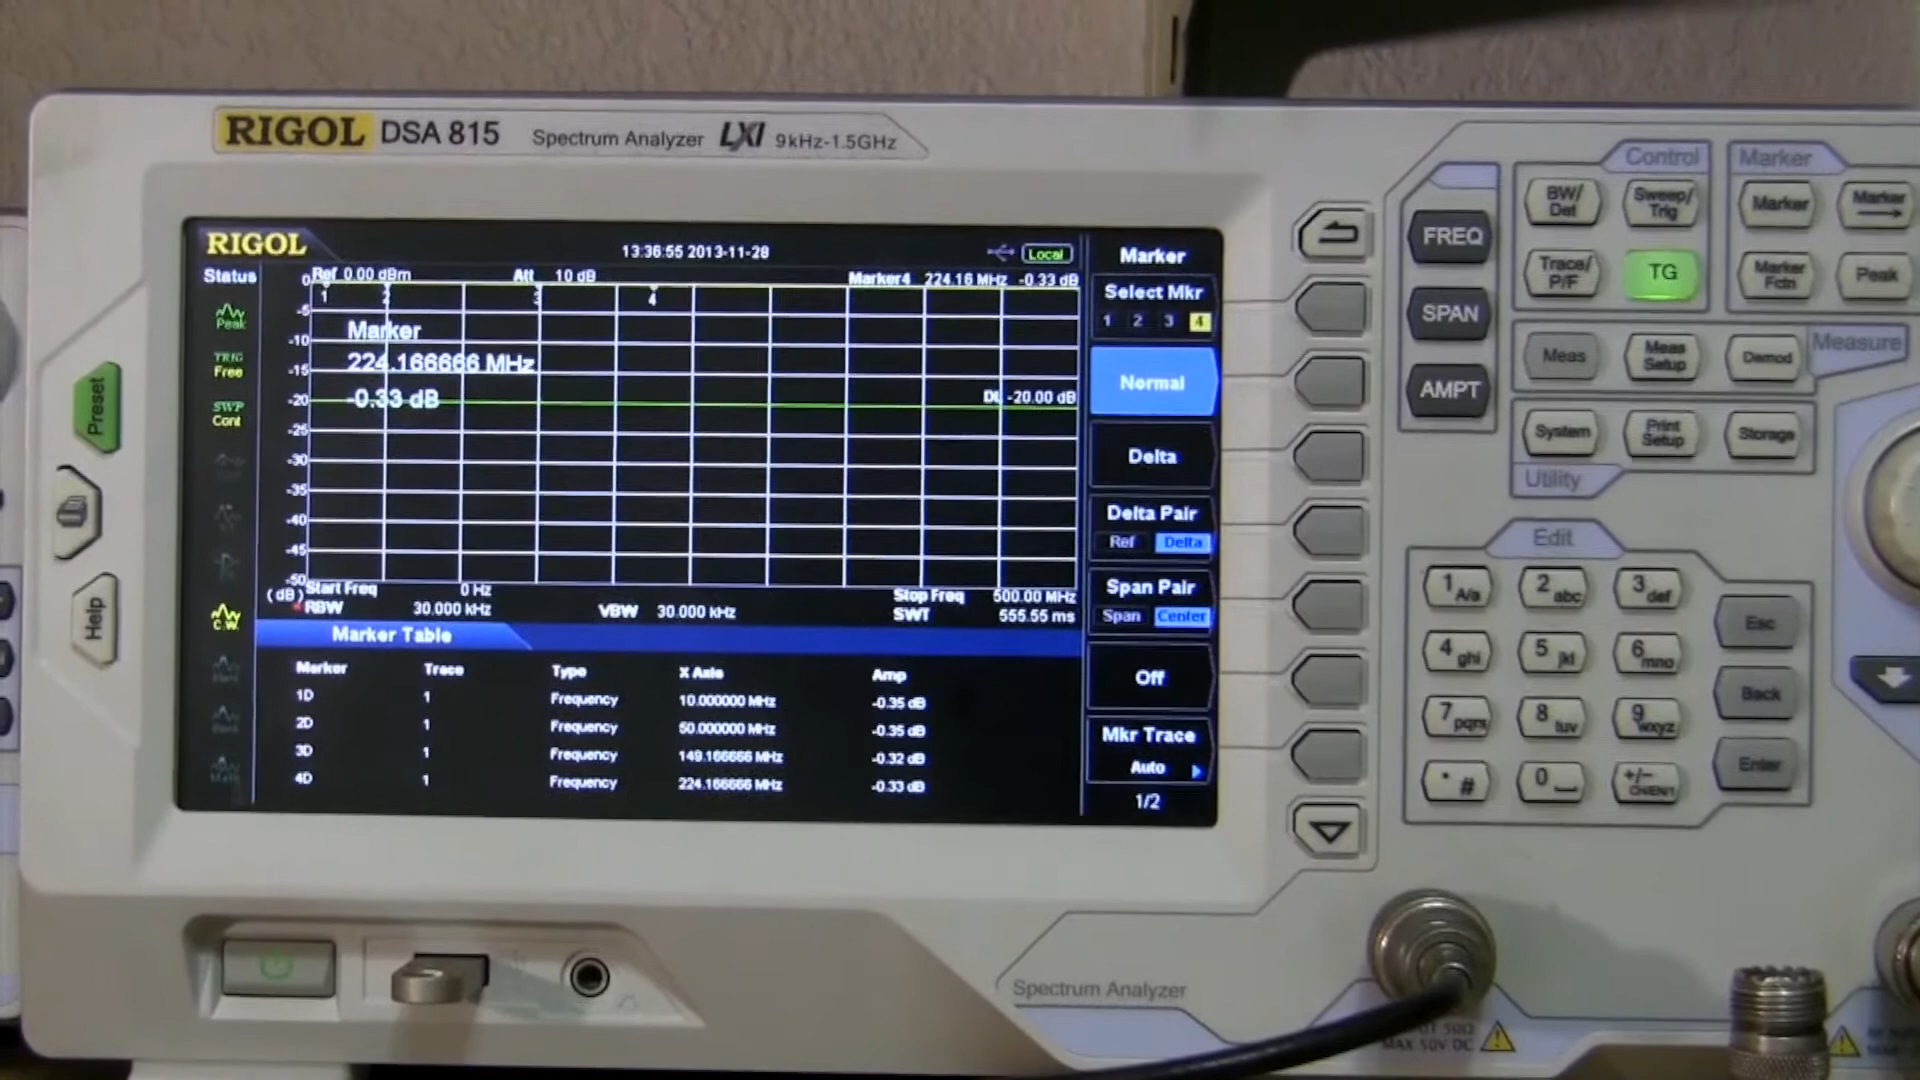 RIGOL DSA 815 Spectrum Analyzer LXI 9kHz-1.5GHz
RIGOL
13:36:55 2013-11-28
Local
Status
Ref 0.00 dBm Att 10 dB Marker4 224.16 MHz -0.33 dB
0
1 2 3 4
-5
-10
-15
-20
-25
-30
-35
-40
-45
-50
(dB)
Marker
224.166666 MHz
-0.33 dB
DL -20.00 dB
Peak
TRIG
Free
SWP
Cont
C.W.
Start Freq 0 Hz Stop Freq 500.00 MHz
RBW 30.000 kHz VBW 30.000 kHz SWT 555.55 ms
Marker Table
Marker Trace Type X Axis Amp
1D 1 Frequency 10.000000 MHz -0.35 dB
2D 1 Frequency 50.000000 MHz -0.35 dB
3D 1 Frequency 149.166666 MHz -0.32 dB
4D 1 Frequency 224.166666 MHz -0.33 dB
Marker
Select Mkr
1 2 3 4
Normal
Delta
Delta Pair
Ref Delta
Span Pair
Span Center
Off
Mkr Trace
Auto
1/2
Preset
Help
FREQ
SPAN
AMPT
Control
BW/
Det
Sweep/
Trig
Trace/
P/F
TG
Marker
Marker
Marker
Marker
Fctn
Peak
Measure
Meas
Meas
Setup
Demod
System
Print
Setup
Storage
Utility
Edit
1 A/a
2 abc
3 def
4 ghi
5 jkl
6 mno
7 pqrs
8 tuv
9 wxyz
. #
0
+/-
Esc
Back
Enter
Spectrum Analyzer
50Ω
MAX 50V DC